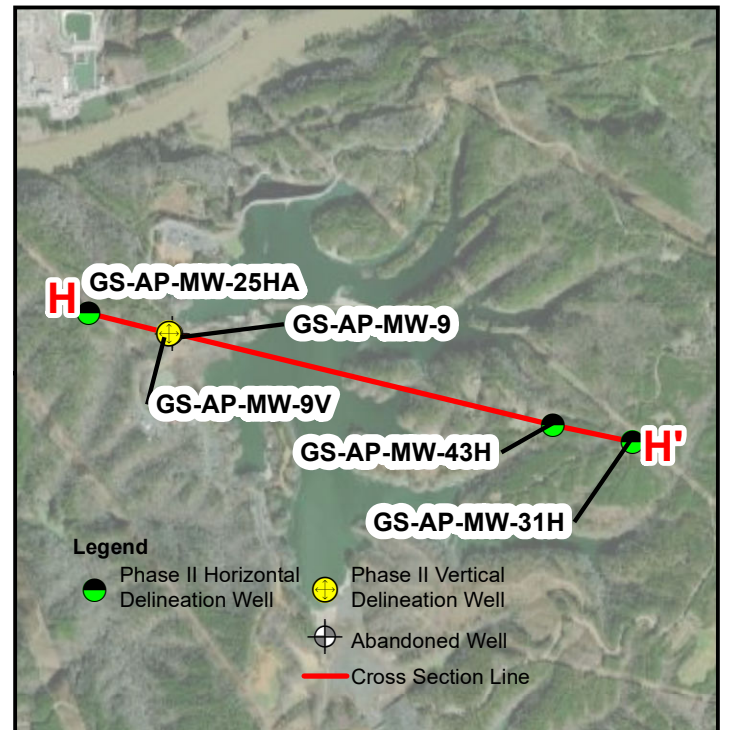 GS-AP-MW-25HA
H
GS-AP-MW-9
GS-AP-MW-9V
GS-AP-MW-43H
H'
GS-AP-MW-31H
Legend
Phase II Horizontal
Delineation Well
Phase II Vertical
Delineation Well
Abandoned Well
Cross Section Line